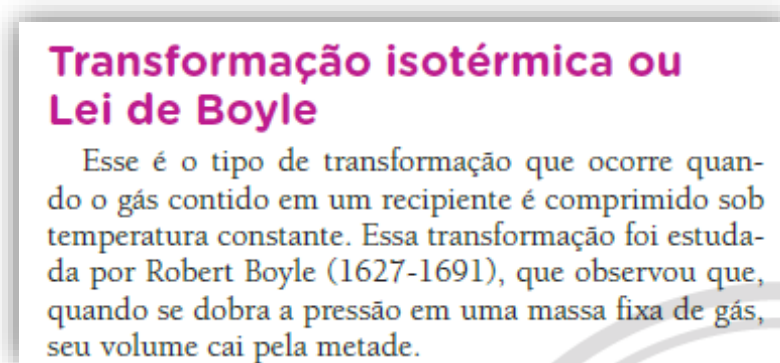 Transformação isotérmica ou
Lei de Boyle
Esse é o tipo de transformação que ocorre quan-
do o gás contido em um recipiente é comprimido sob
temperatura constante. Essa transformação foi estuda-
da por Robert Boyle (1627-1691), que observou que,
quando se dobra a pressão em uma massa fixa de gás,
seu volume cai pela metade.